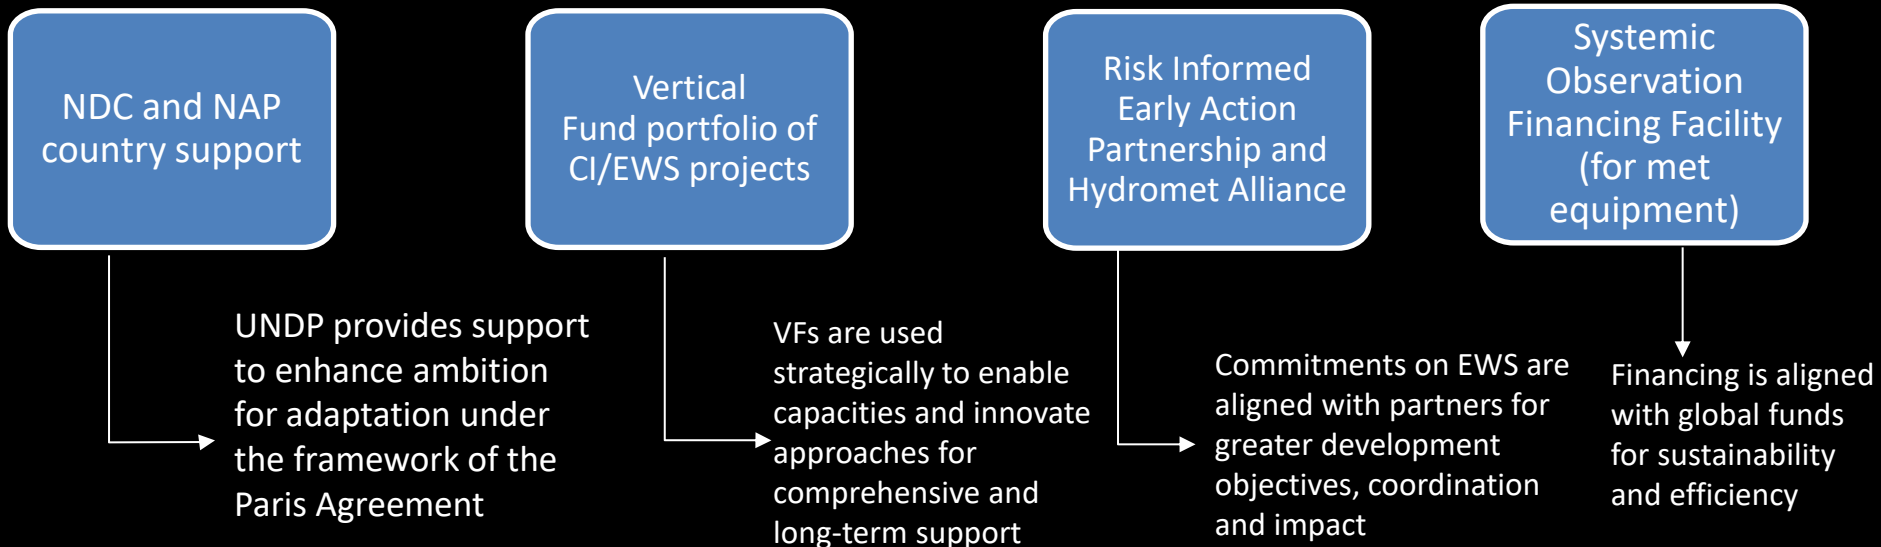 NDC and NAP
country support
UNDP provides support
to enhance ambition
for adaptation under
the framework of the
Paris Agreement
Vertical
Fund portfolio of
CI/EWS projects
VFs are used
strategically to enable
capacities and innovate
approaches for
comprehensive and
long-term support
Risk Informed
Early Action
Partnership and
Hydromet Alliance
Commitments on EWS are
aligned with partners for
greater development
objectives, coordination
and impact
Systemic
Observation
Financing Facility
(for met
equipment)
Financing is aligned
with global funds
for sustainability
and efficiency